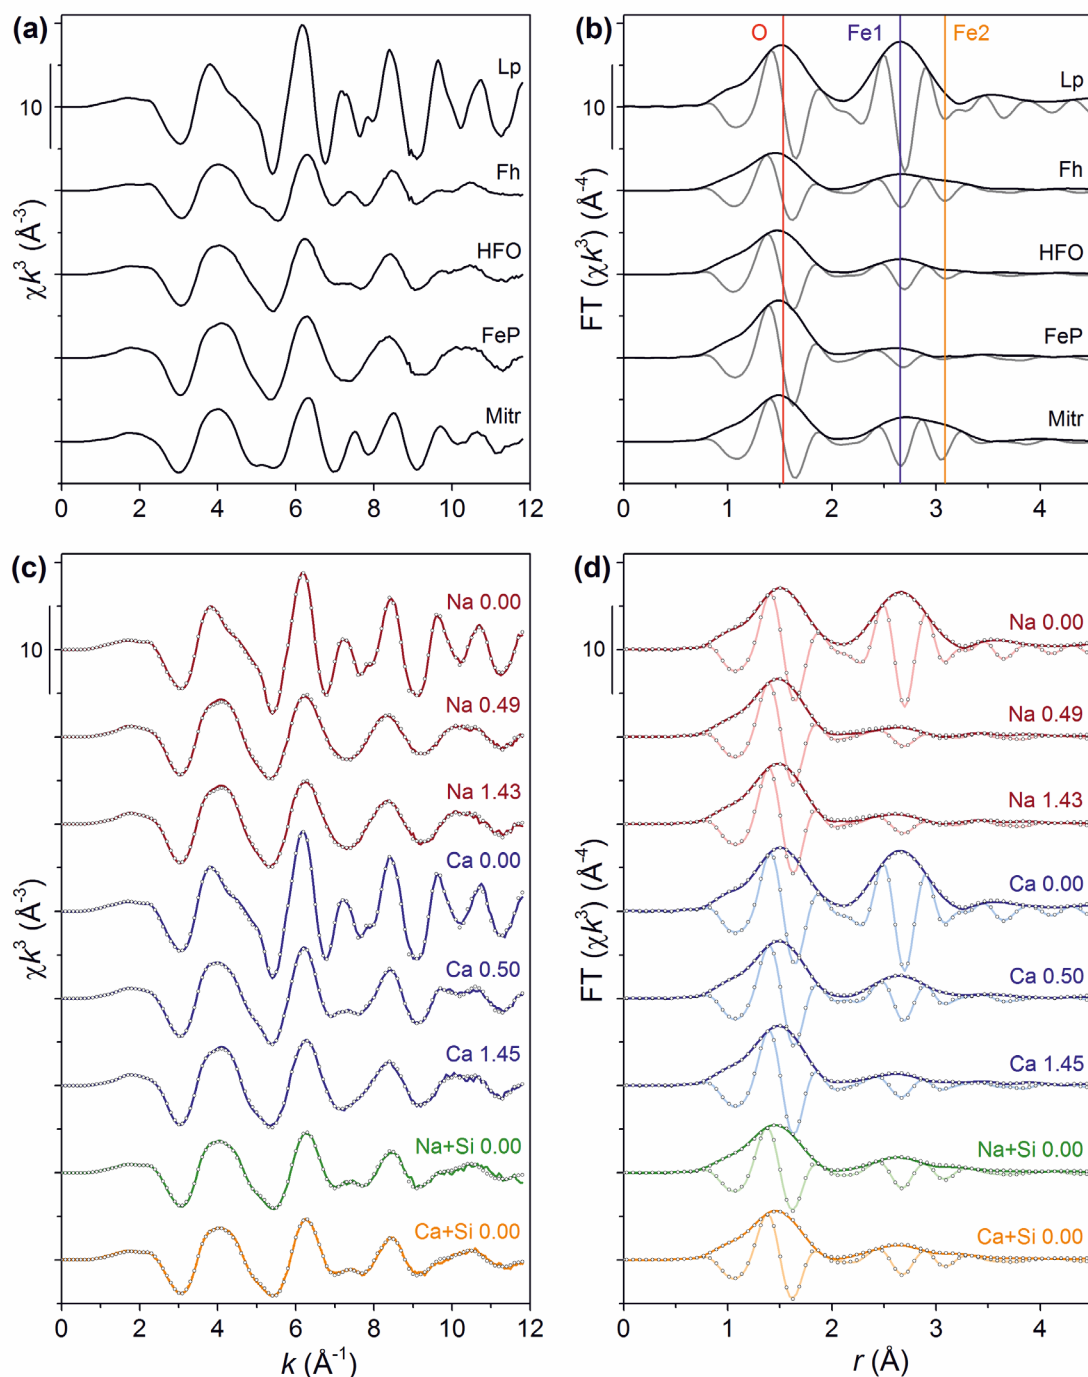 (a)
Lp
10
Fh
HFO
FeP
Mitr
χk³ (Å⁻³)
0 2 4 6 8 10 12
(b)
O
Fe1
Fe2
Lp
10
Fh
HFO
FeP
Mitr
FT (χk³) (Å⁻⁴)
0 1 2 3 4
(c)
Na 0.00
10
Na 0.49
Na 1.43
Ca 0.00
Ca 0.50
Ca 1.45
Na+Si 0.00
Ca+Si 0.00
χk³ (Å⁻³)
0 2 4 6 8 10 12
k (Å⁻¹)
(d)
Na 0.00
10
Na 0.49
Na 1.43
Ca 0.00
Ca 0.50
Ca 1.45
Na+Si 0.00
Ca+Si 0.00
FT (χk³) (Å⁻⁴)
0 1 2 3 4
r (Å)